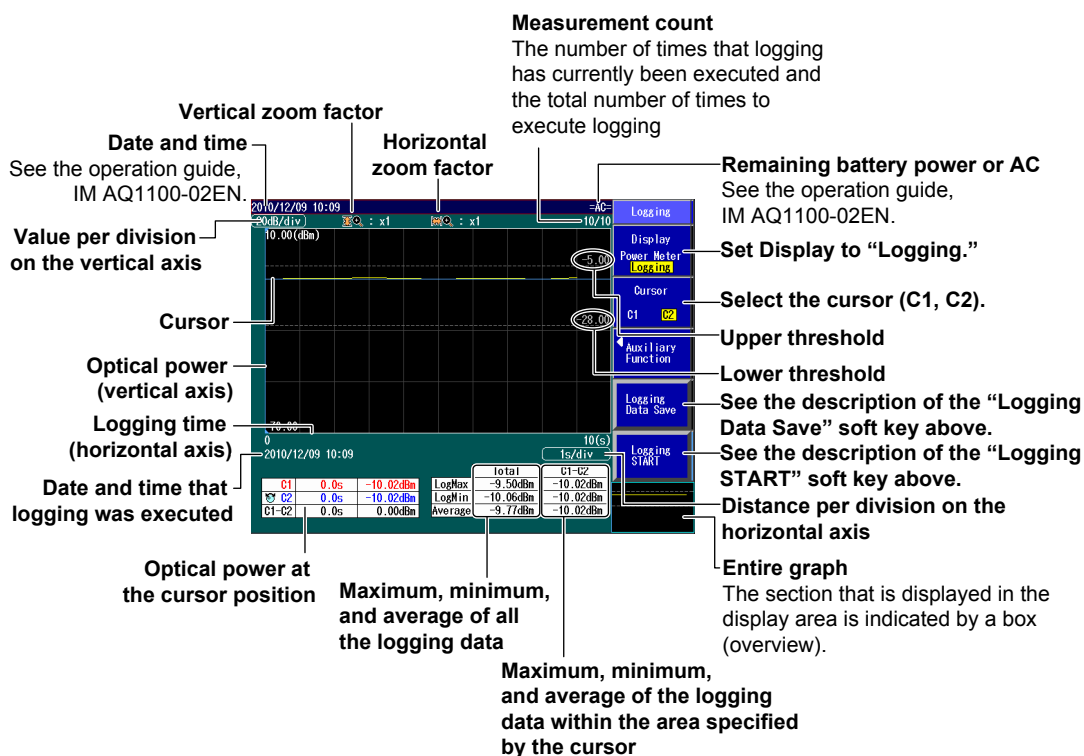 Measurement count
The number of times that logging
has currently been executed and
the total number of times to
execute logging
Vertical zoom factor
Date and time
See the operation guide,
IM AQ1100-02EN.
Horizontal
zoom factor
Remaining battery power or AC
See the operation guide,
IM AQ1100-02EN.
Value per division
on the vertical axis
Set Display to “Logging.”
Select the cursor (C1, C2).
Cursor
Upper threshold
Optical power
(vertical axis)
Lower threshold
Logging time
(horizontal axis)
See the description of the “Logging
Data Save” soft key above.
See the description of the “Logging
START” soft key above.
Date and time that
logging was executed
Distance per division on the
horizontal axis
Optical power at
the cursor position
Maximum, minimum,
and average of all
the logging data
Entire graph
The section that is displayed in the
display area is indicated by a box
(overview).
Maximum, minimum,
and average of the logging
data within the area specified
by the cursor
2010/12/09 10:09
=AC=
20dB/div
: x1
: x1
10/10
10.00(dBm)
-5.00
-28.00
-70.00
0
10(s)
2010/12/09 10:09
1s/div
C1 0.0s -10.02dBm
C2 0.0s -10.02dBm
C1-C2 0.0s 0.00dBm
Total C1-C2
LogMax -9.50dBm -10.02dBm
LogMin -10.06dBm -10.02dBm
Average -9.77dBm -10.02dBm
Logging
Display
Power Meter
Logging
Cursor
C1 C2
Auxiliary
Function
Logging
Data Save
Logging
START